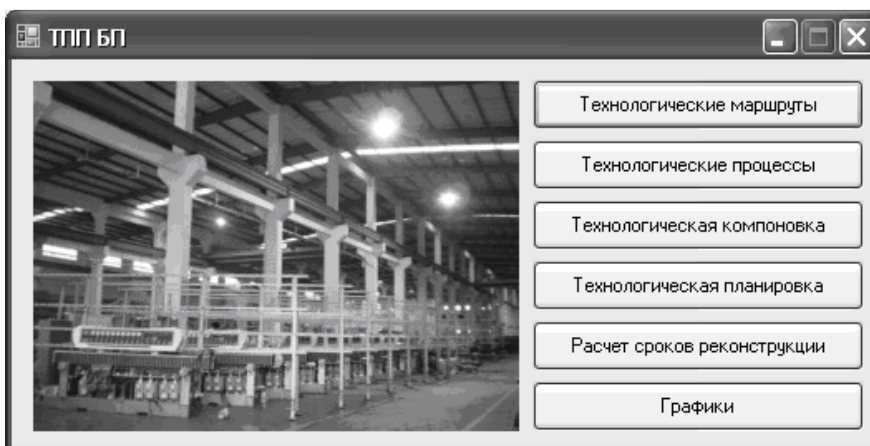 ТПП БП
Технологические маршруты
Технологические процессы
Технологическая компоновка
Технологическая планировка
Расчет сроков реконструкции
Графики